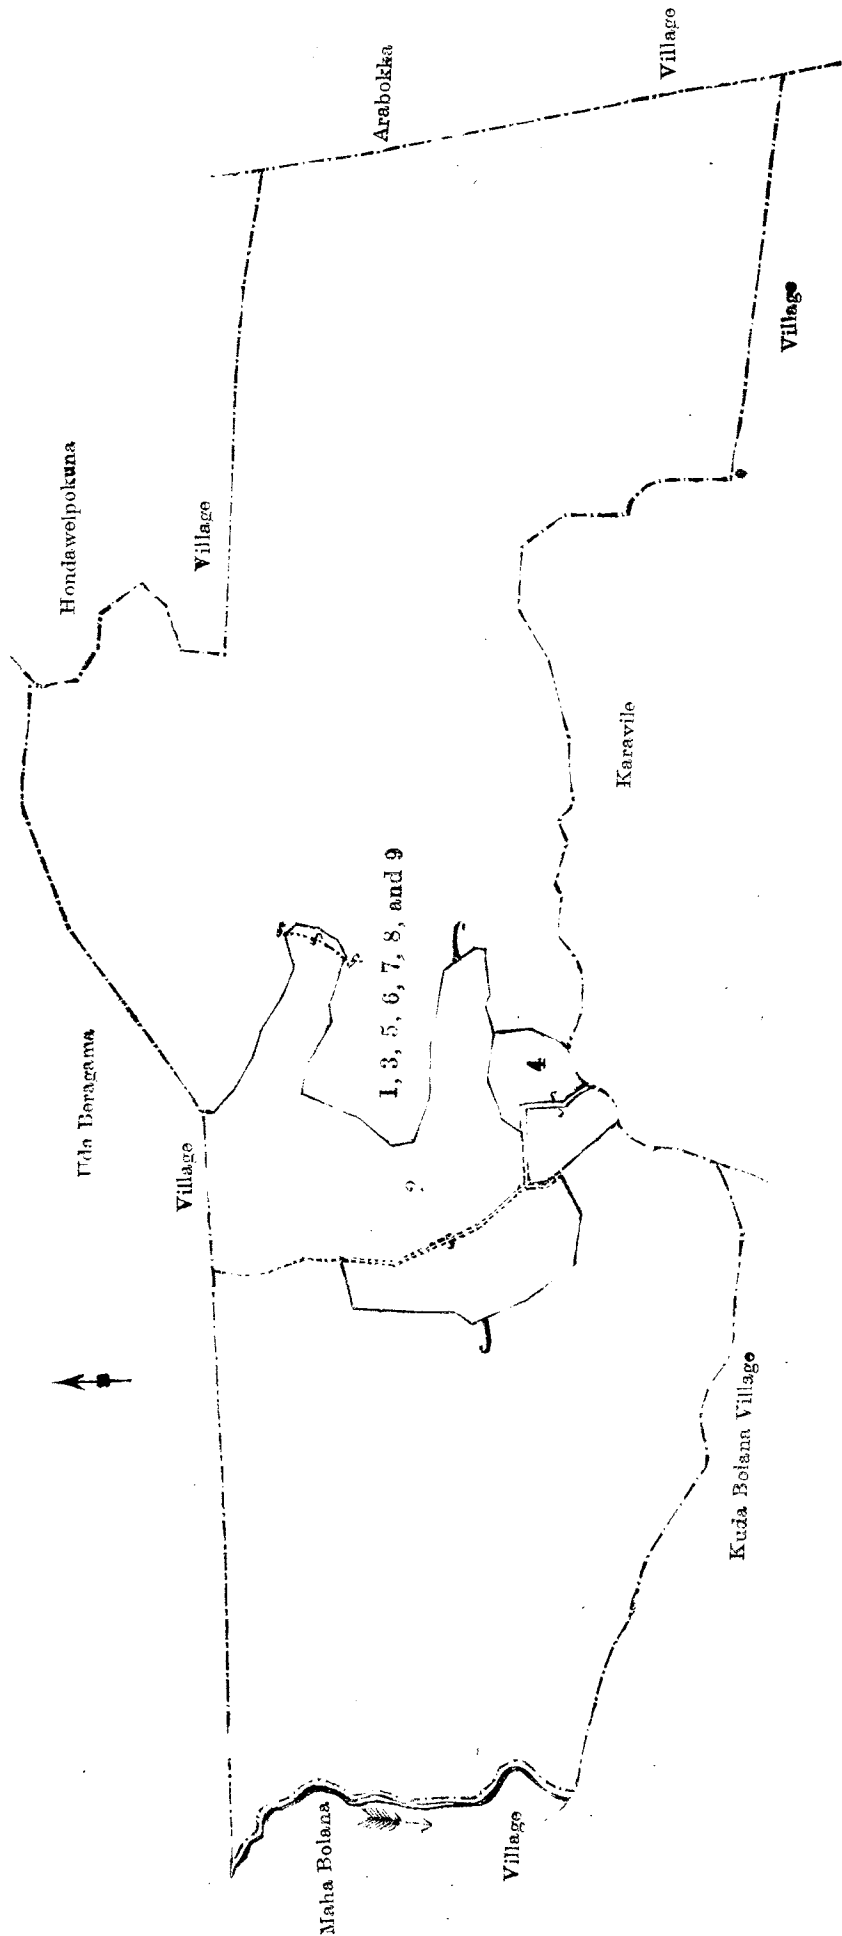 Arabokka
Village
Hondawelpokuna
Village
Village
Karavile
1, 3, 5, 6, 7, 8, and 9
4
Uda Beragama
Village
2
Kuda Bolana Village
Maha Bolana
Village